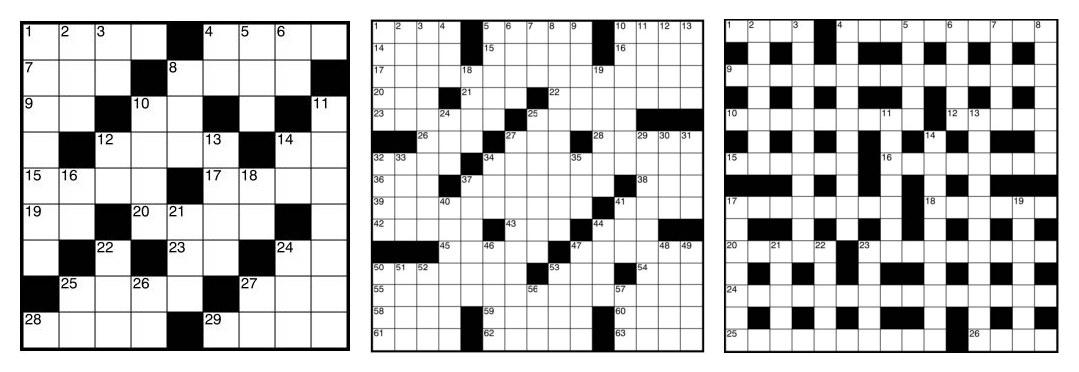 1 2 3 4 5 6
7 8
9 10 11
12 13 14
15 16 17 18
19 20 21
22 23 24
25 26 27
28 29
1 2 3 4 5 6 7 8 9 10 11 12 13
14 15 16
17 18 19
20 21 22
23 24 25
26 27 28 29 30 31
32 33 34 35
36 37 38
39 40 41
42 43 44
45 46 47 48 49
50 51 52 53 54
55 56 57
58 59 60
61 62 63
1 2 3 4 5 6 7 8
9
10 11 12 13
14
15 16
17 18 19
20 21 22 23
24
25 26